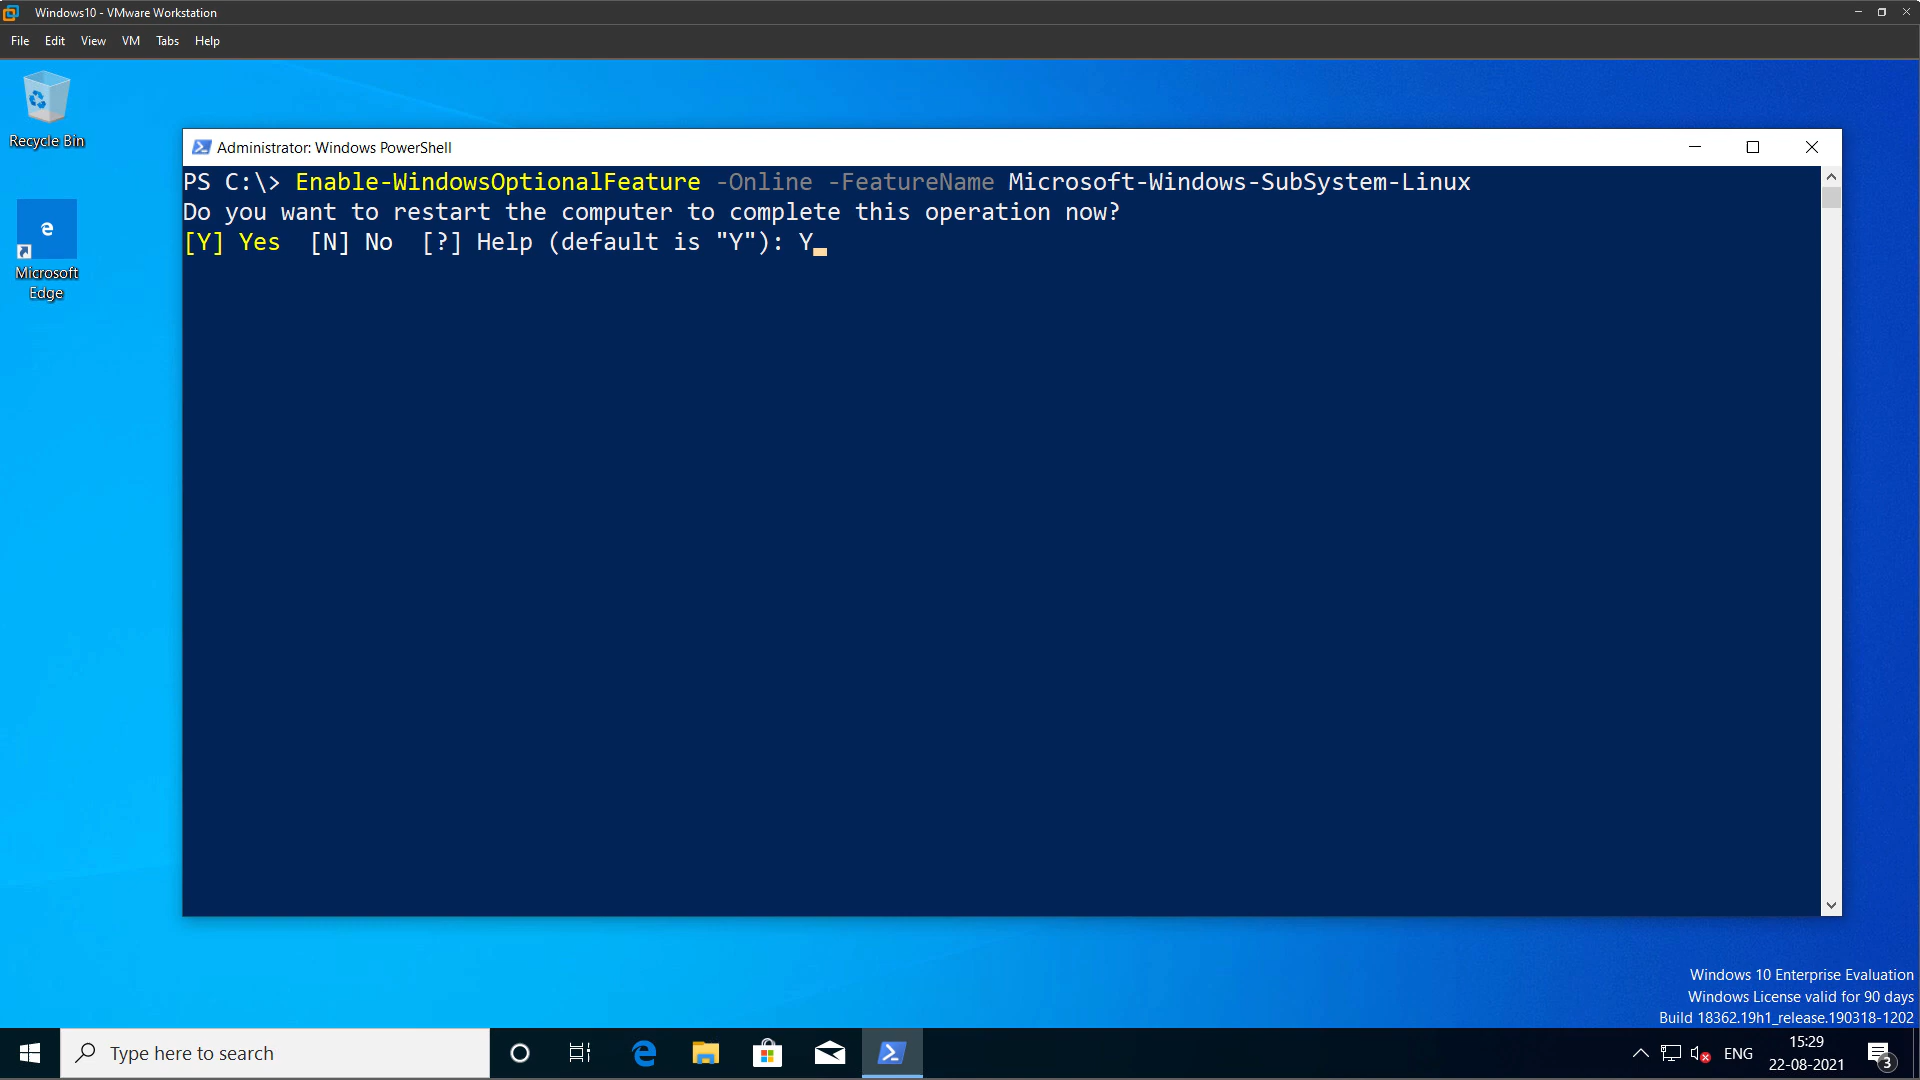 Windows10 - VMware Workstation
File Edit View VM Tabs Help
Recycle Bin
Microsoft
Edge
Administrator: Windows PowerShell
PS C:\> Enable-WindowsOptionalFeature -Online -FeatureName Microsoft-Windows-SubSystem-Linux
Do you want to restart the computer to complete this operation now?
[Y] Yes  [N] No  [?] Help (default is "Y"): Y
Windows 10 Enterprise Evaluation
Windows License valid for 90 days
Build 18362.19h1_release.190318-1202
Type here to search
ENG
15:29
22-08-2021
3